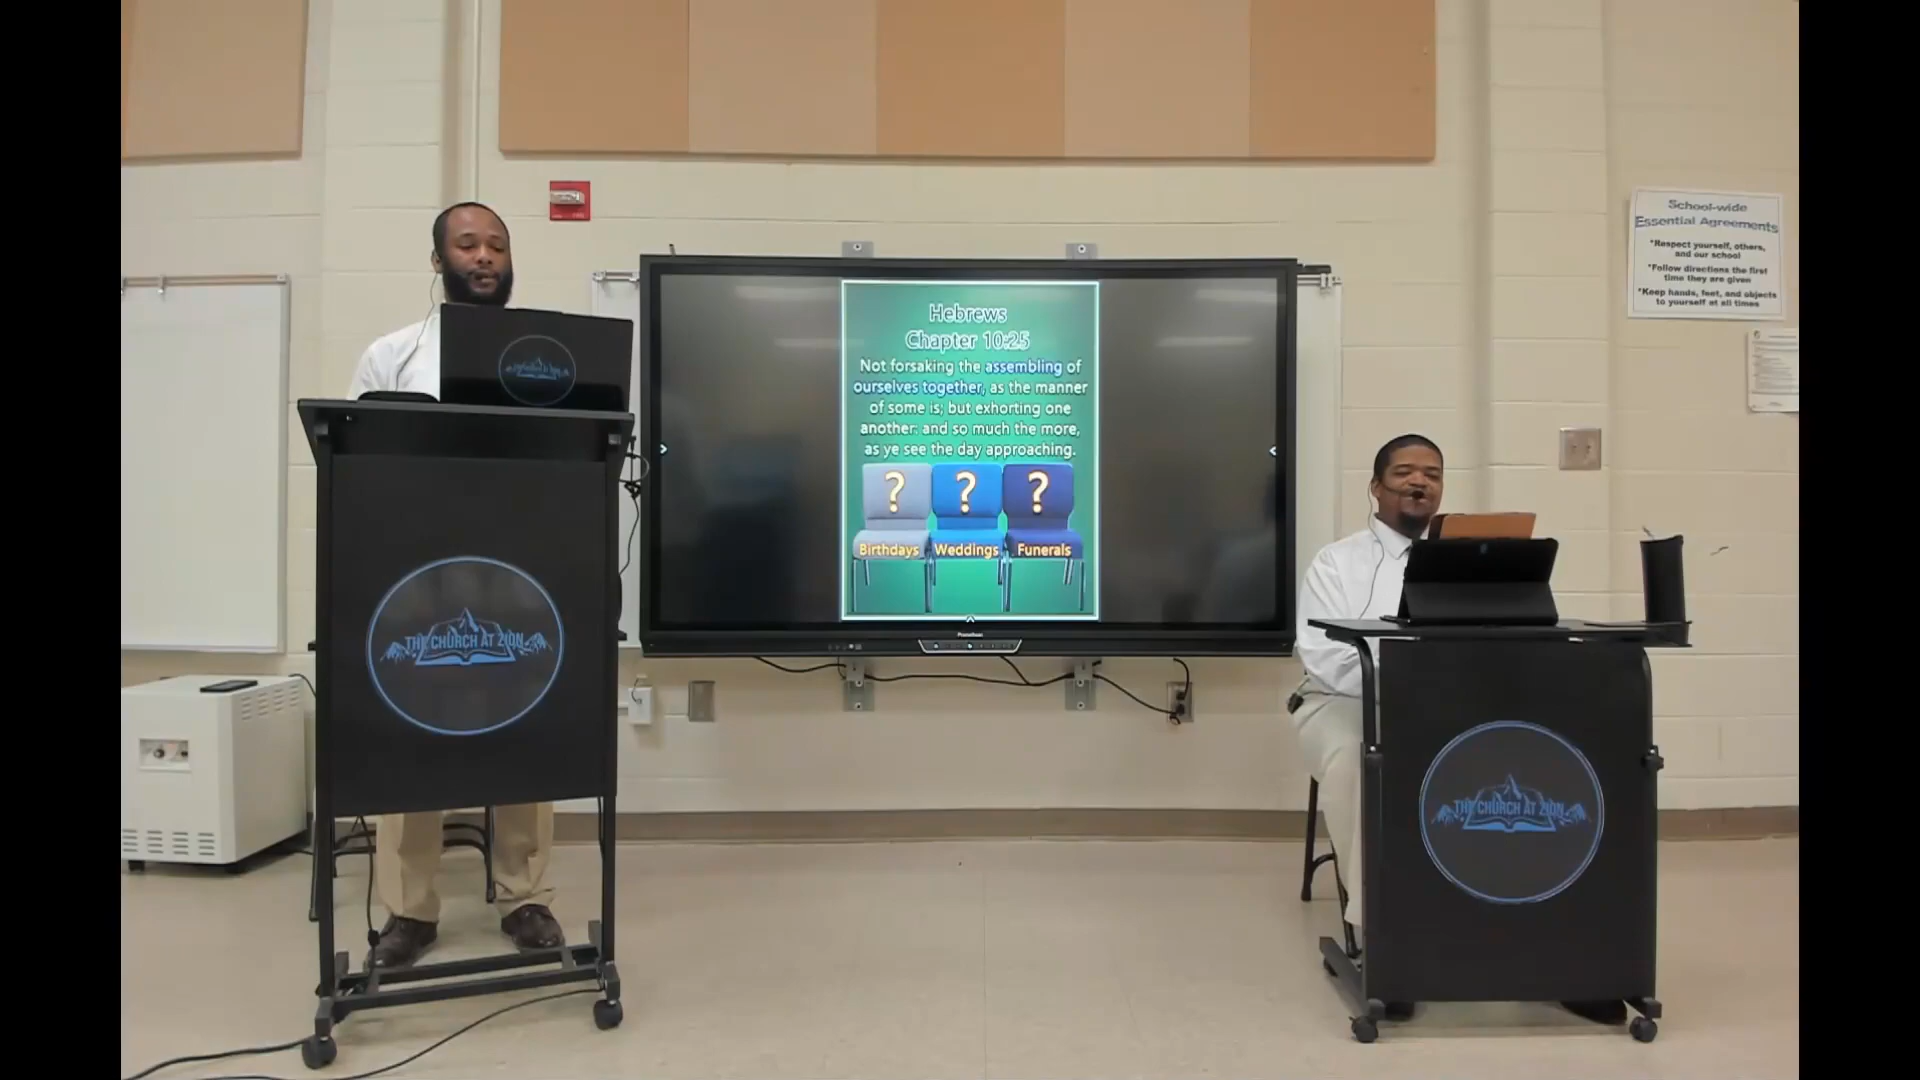 Hebrews
Chapter 10:25
Not forsaking the assembling of
ourselves together, as the manner
of some is; but exhorting one
another: and so much the more,
as ye see the day approaching.
? ? ?
Birthdays Weddings Funerals
Promethean
THE CHURCH AT ZION
THE CHURCH AT ZION
School-wide
Essential Agreements
*Respect yourself, others,
and our school
*Follow directions the first
time they are given
*Keep hands, feet, and objects
to yourself at all times